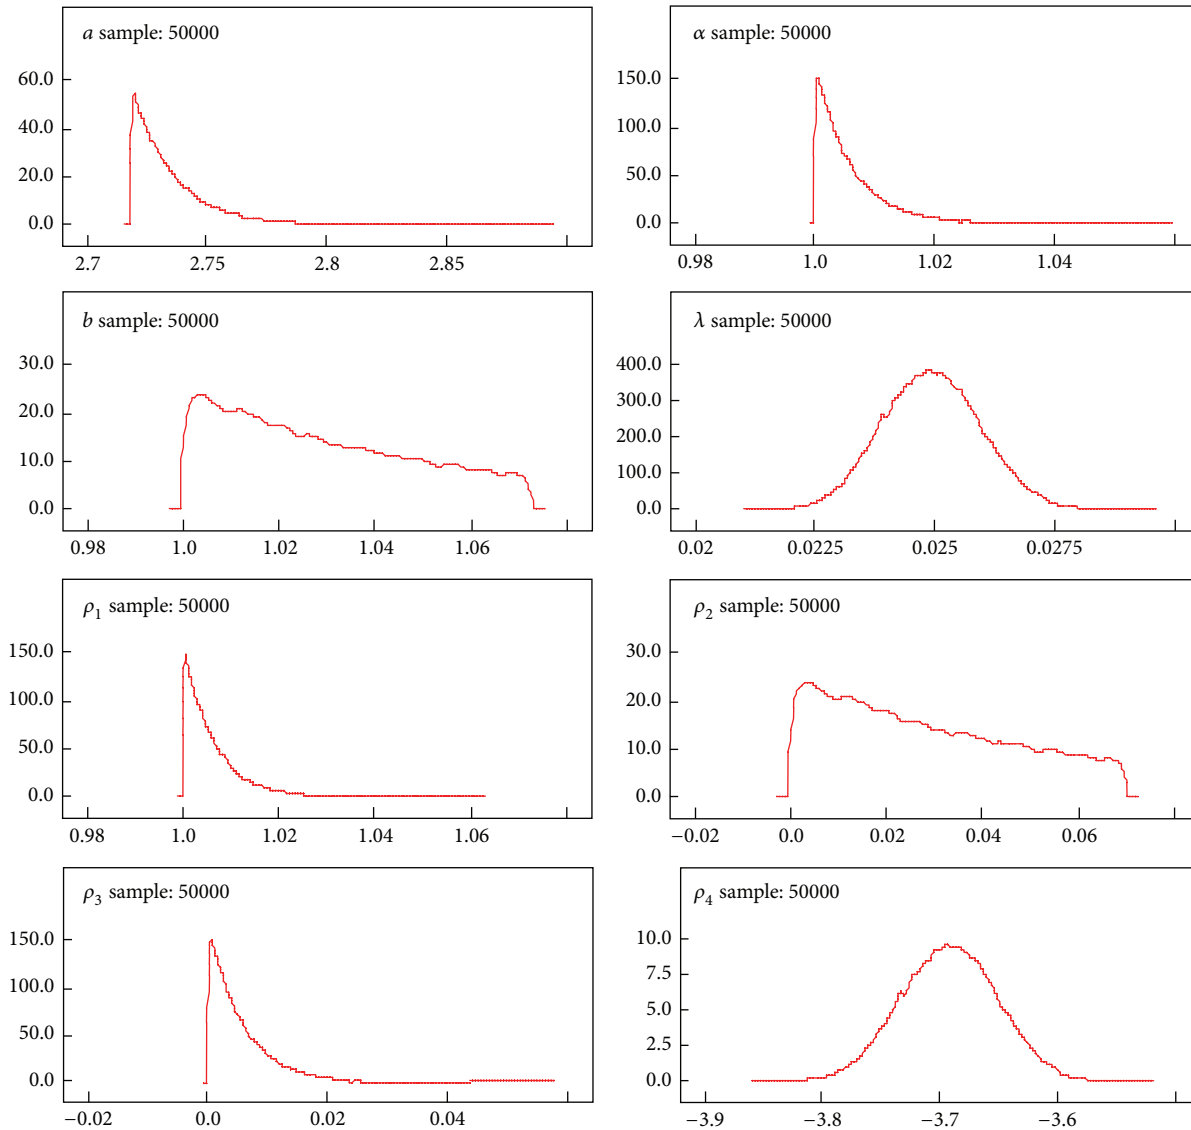 a sample: 50000
60.0
40.0
20.0
0.0
2.7 2.75 2.8 2.85
α sample: 50000
150.0
100.0
50.0
0.0
0.98 1.0 1.02 1.04
b sample: 50000
30.0
20.0
10.0
0.0
0.98 1.0 1.02 1.04 1.06
λ sample: 50000
400.0
300.0
200.0
100.0
0.0
0.02 0.0225 0.025 0.0275
ρ1 sample: 50000
150.0
100.0
50.0
0.0
0.98 1.0 1.02 1.04 1.06
ρ2 sample: 50000
30.0
20.0
10.0
0.0
−0.02 0.0 0.02 0.04 0.06
ρ3 sample: 50000
150.0
100.0
50.0
0.0
−0.02 0.0 0.02 0.04
ρ4 sample: 50000
10.0
7.5
5.0
2.5
0.0
−3.9 −3.8 −3.7 −3.6